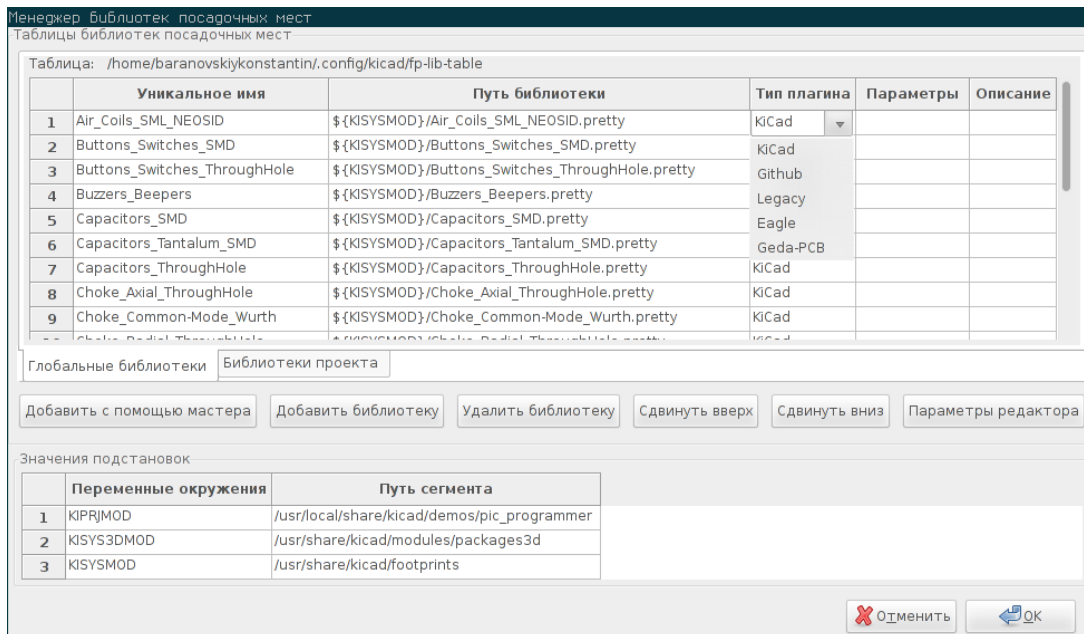 Менеджер библиотек посадочных мест
Таблицы библиотек посадочных мест
Таблица: /home/baranovskiykonstantin/.config/kicad/fp-lib-table
Уникальное имя Путь библиотеки Тип плагина Параметры Описание
1 Air_Coils_SML_NEOSID ${KISYSMOD}/Air_Coils_SML_NEOSID.pretty KiCad
2 Buttons_Switches_SMD ${KISYSMOD}/Buttons_Switches_SMD.pretty KiCad
3 Buttons_Switches_ThroughHole ${KISYSMOD}/Buttons_Switches_ThroughHole.pretty Github
4 Buzzers_Beepers ${KISYSMOD}/Buzzers_Beepers.pretty Legacy
5 Capacitors_SMD ${KISYSMOD}/Capacitors_SMD.pretty Eagle
6 Capacitors_Tantalum_SMD ${KISYSMOD}/Capacitors_Tantalum_SMD.pretty Geda-PCB
7 Capacitors_ThroughHole ${KISYSMOD}/Capacitors_ThroughHole.pretty KiCad
8 Choke_Axial_ThroughHole ${KISYSMOD}/Choke_Axial_ThroughHole.pretty KiCad
9 Choke_Common-Mode_Wurth ${KISYSMOD}/Choke_Common-Mode_Wurth.pretty KiCad
Глобальные библиотеки Библиотеки проекта
Добавить с помощью мастера Добавить библиотеку Удалить библиотеку Сдвинуть вверх Сдвинуть вниз Параметры редактора
Значения подстановок
Переменные окружения Путь сегмента
1 KIPRJMOD /usr/local/share/kicad/demos/pic_programmer
2 KISYS3DMOD /usr/share/kicad/modules/packages3d
3 KISYSMOD /usr/share/kicad/footprints
Отменить OK